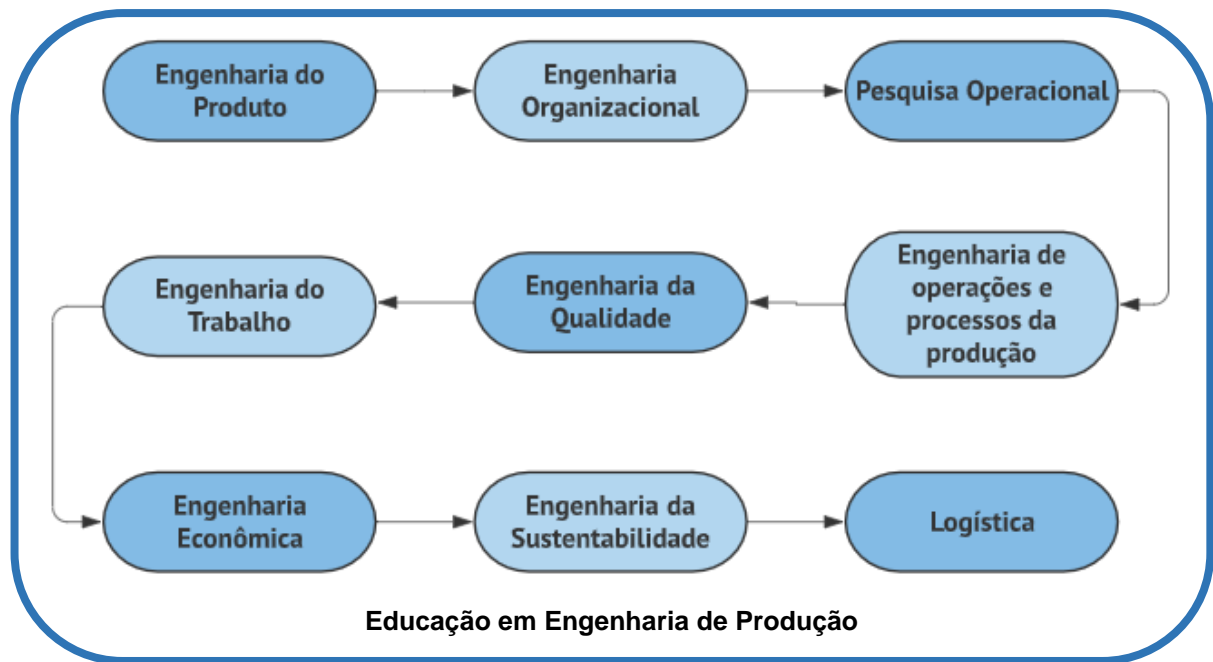 Engenharia do
Produto
Engenharia
Organizacional
Pesquisa Operacional
Engenharia de
operações e
processos da
produção
Engenharia da
Qualidade
Engenharia do
Trabalho
Engenharia
Econômica
Engenharia da
Sustentabilidade
Logística
Educação em Engenharia de Produção